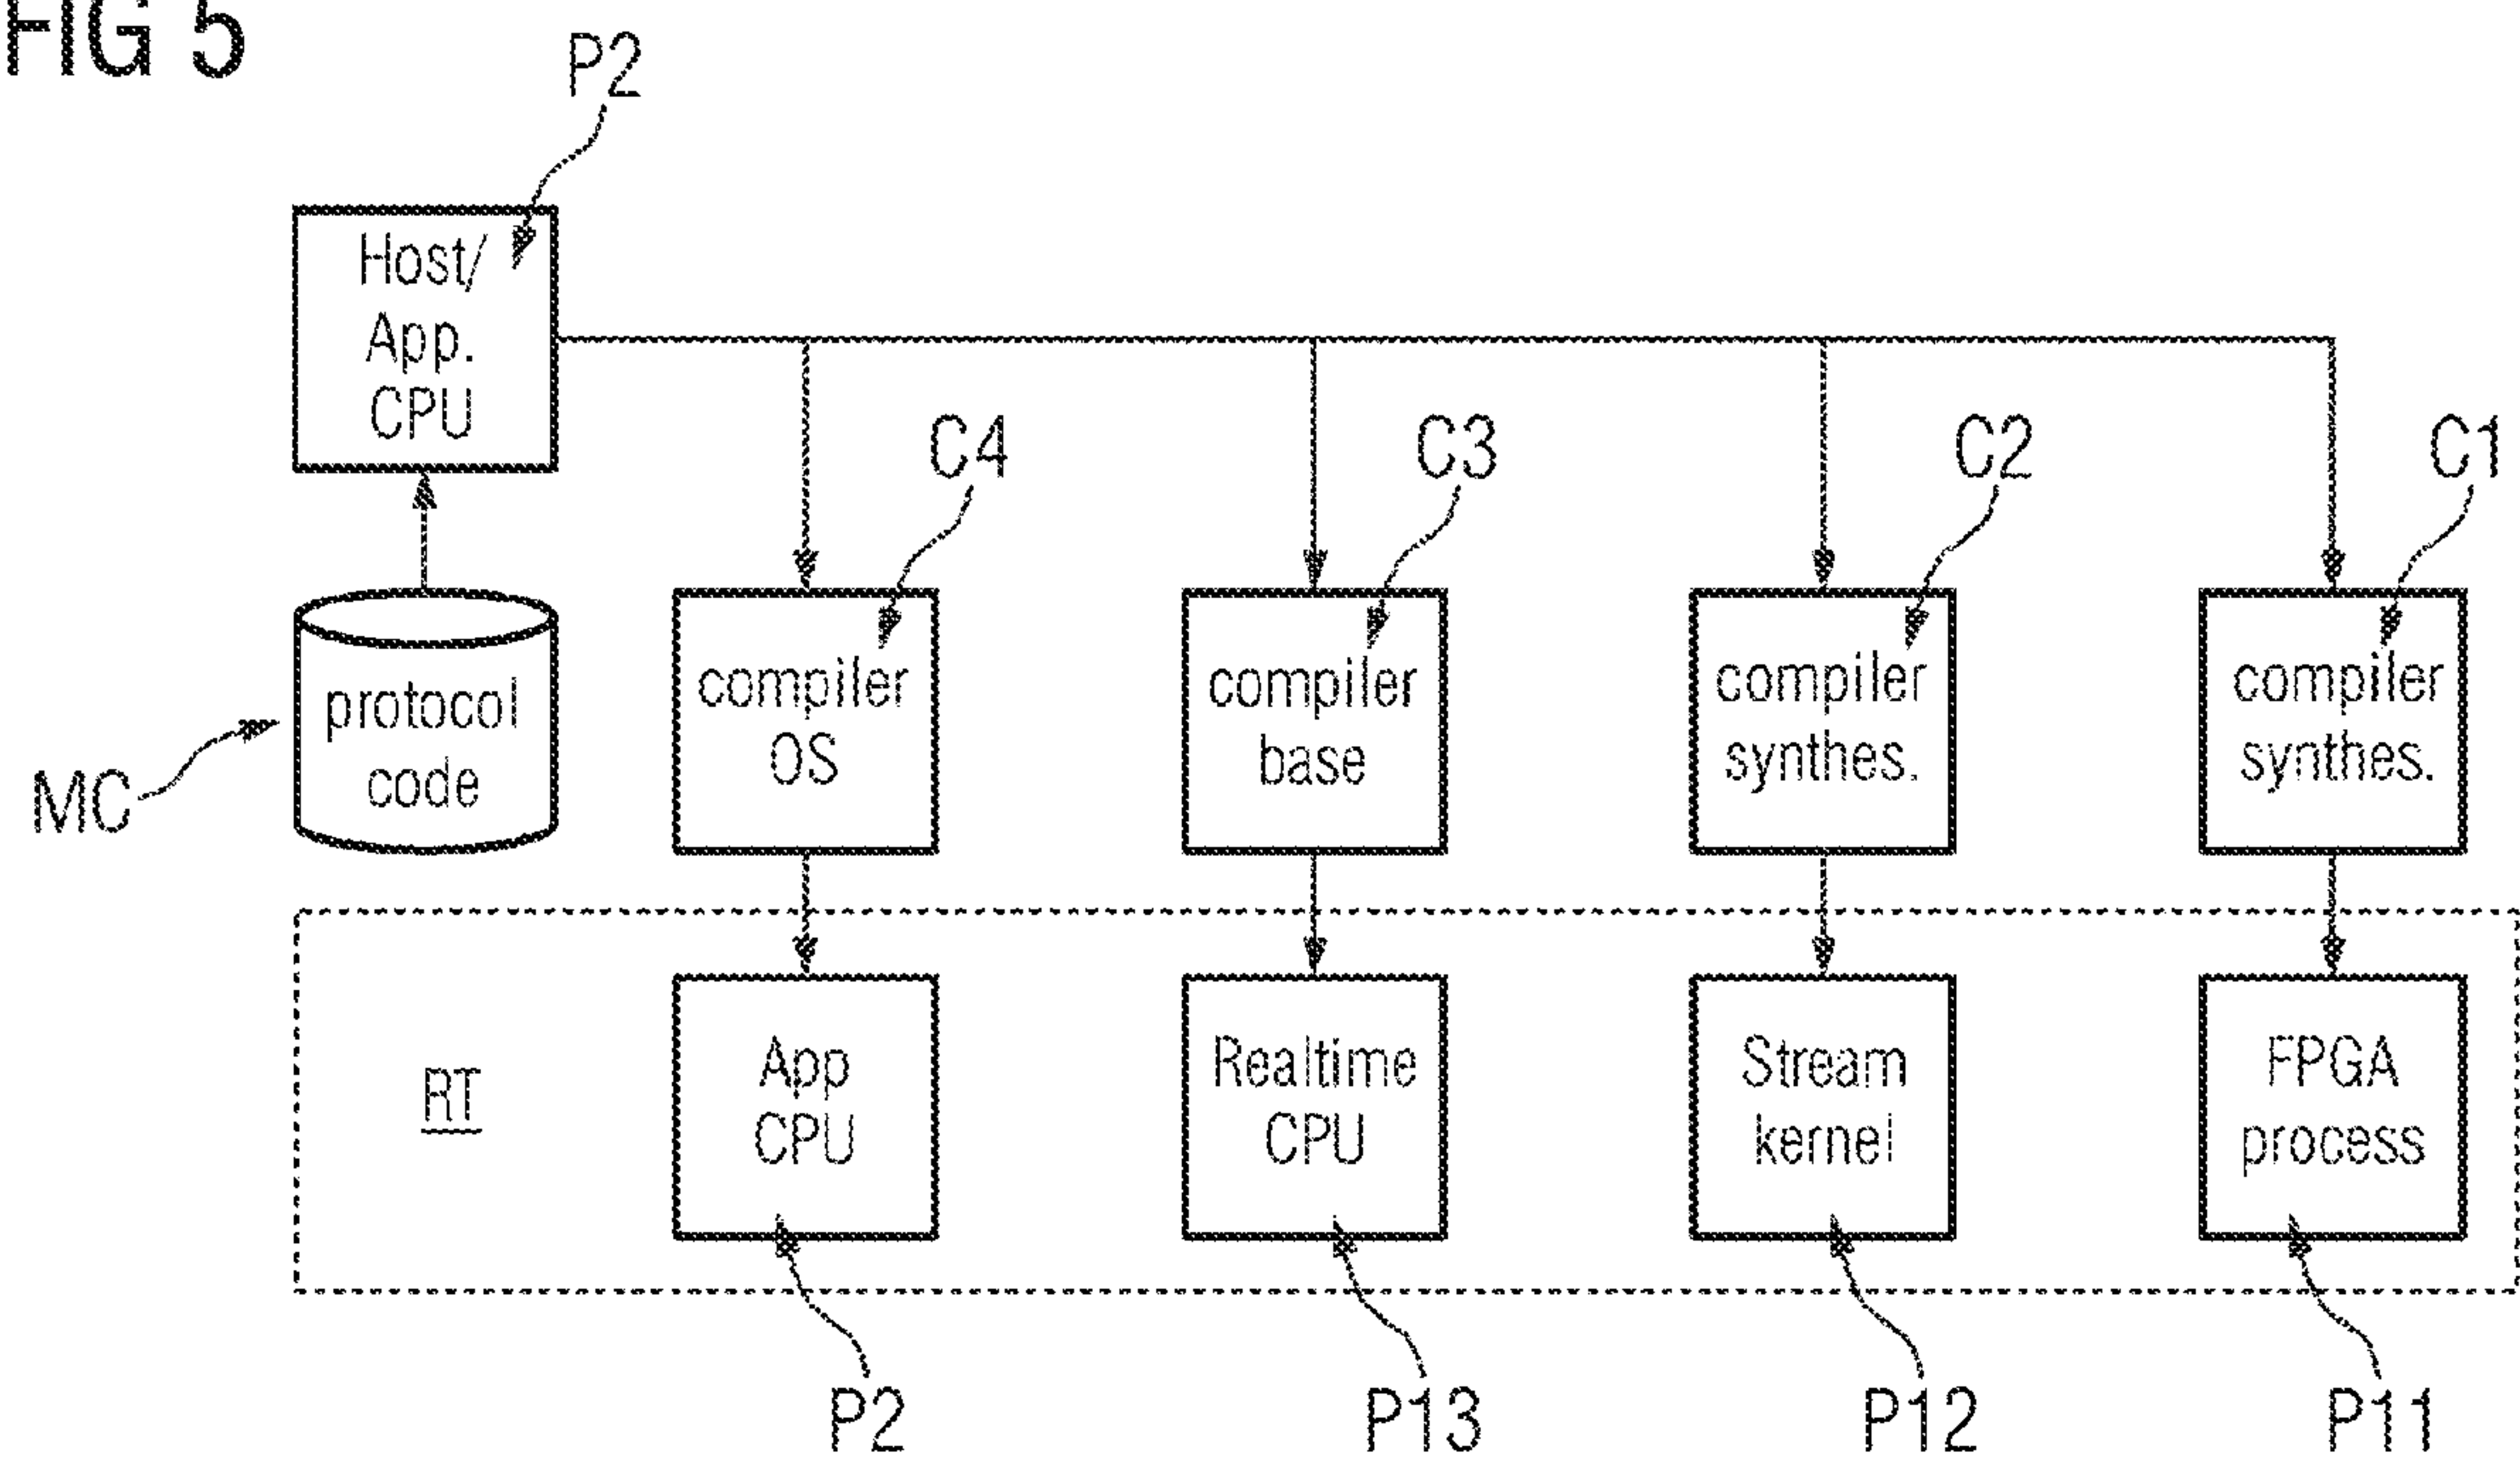 FIG 5
P2
Host/
App.
CPU
C4
C3
C2
C1
protocol
code
MC
compiler
OS
compiler
base
compiler
synthes.
compiler
synthes.
RT
App
CPU
Realtime
CPU
Stream
kernel
FPGA
process
P2
P13
P12
P11